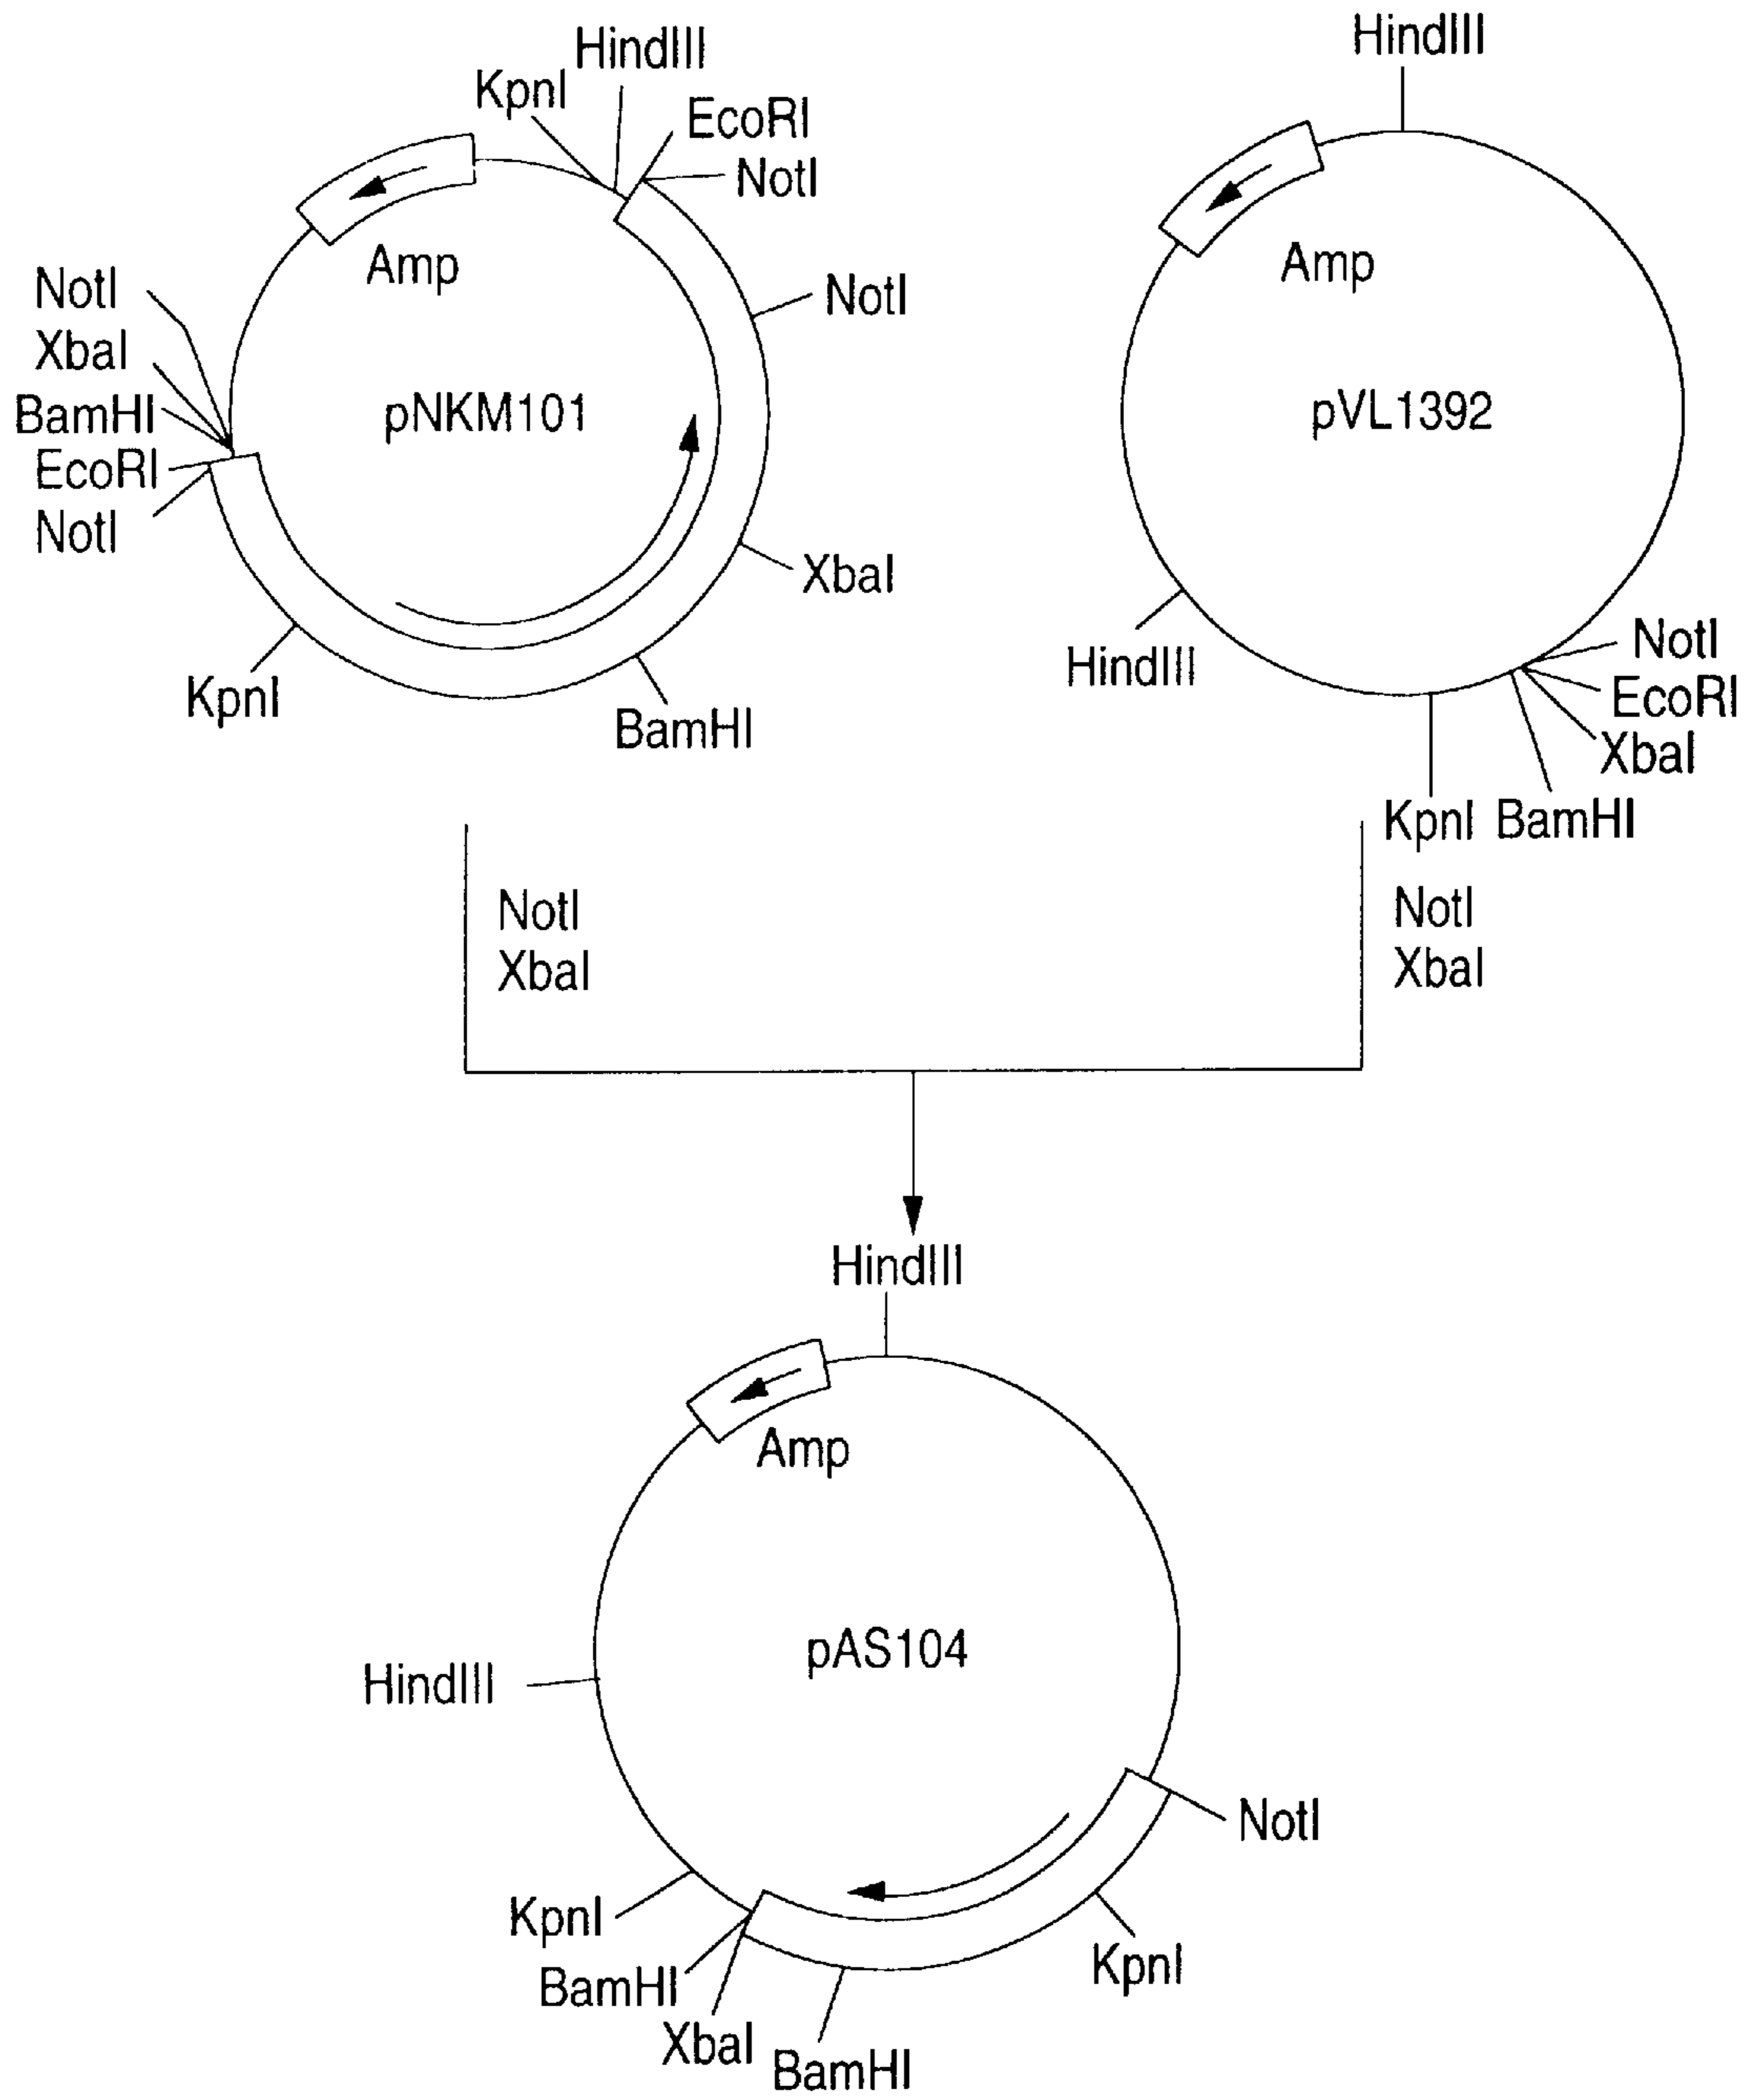 HindIII
KpnI
EcoRI
NotI
Amp
NotI
NotI
XbaI
BamHI
EcoRI
NotI
pNKM101
XbaI
KpnI
BamHI
HindIII
Amp
pVL1392
HindIII
NotI
EcoRI
XbaI
KpnI BamHI
NotI
XbaI
NotI
XbaI
HindIII
Amp
pAS104
HindIII
NotI
KpnI
KpnI
BamHI
XbaI
BamHI